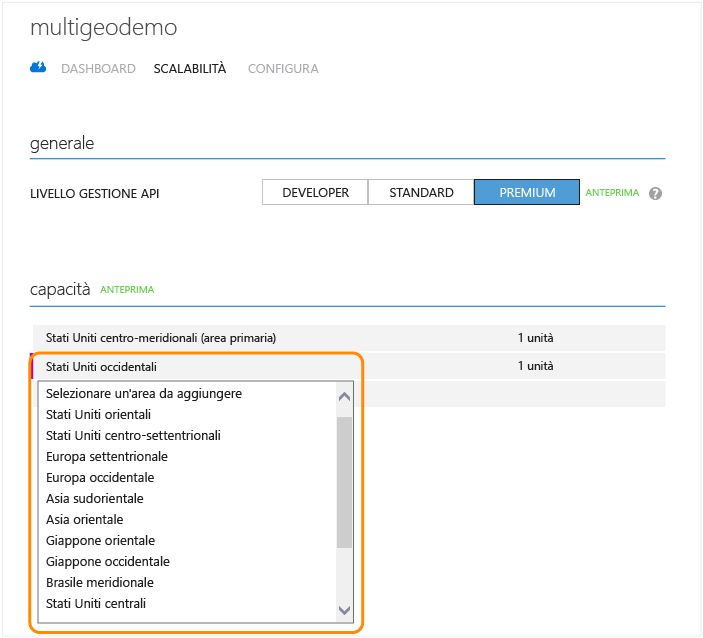 multigeodemo
DASHBOARD SCALABILITÀ CONFIGURA
generale
LIVELLO GESTIONE API DEVELOPER STANDARD PREMIUM ANTEPRIMA ?
capacità ANTEPRIMA
Stati Uniti centro-meridionali (area primaria) 1 unità
Stati Uniti occidentali 1 unità
Selezionare un'area da aggiungere
Stati Uniti orientali
Stati Uniti centro-settentrionali
Europa settentrionale
Europa occidentale
Asia sudorientale
Asia orientale
Giappone orientale
Giappone occidentale
Brasile meridionale
Stati Uniti centrali